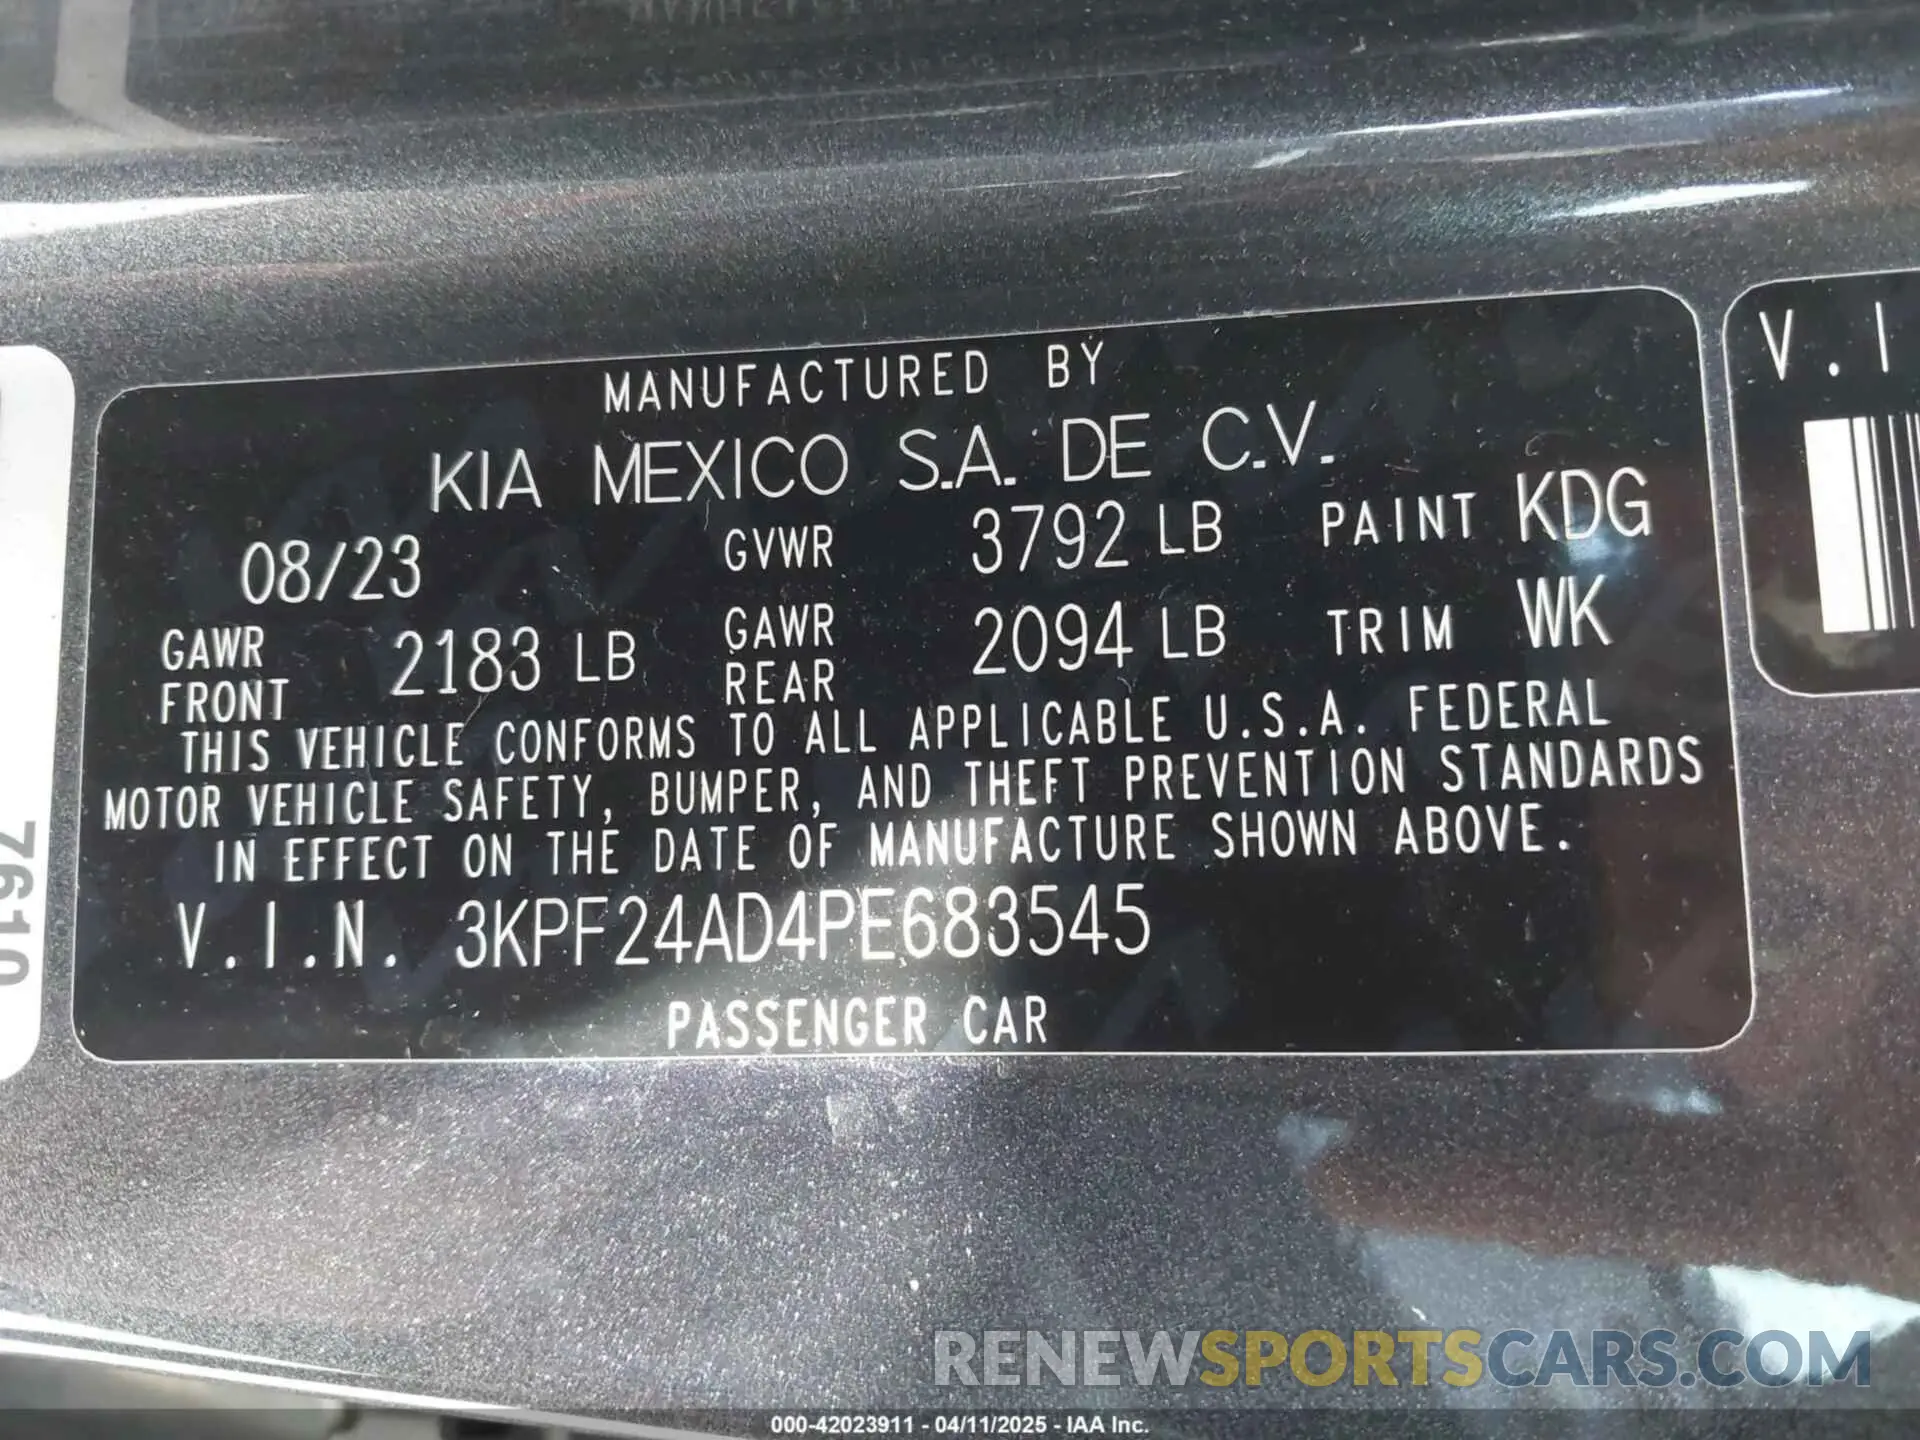 MANUFACTURED BY
KIA MEXICO S.A. DE C.V.
08/23 GVWR 3792 LB PAINT KDG
GAWR FRONT 2183 LB GAWR REAR 2094 LB TRIM WK
THIS VEHICLE CONFORMS TO ALL APPLICABLE U.S.A. FEDERAL
MOTOR VEHICLE SAFETY, BUMPER, AND THEFT PREVENTION STANDARDS
IN EFFECT ON THE DATE OF MANUFACTURE SHOWN ABOVE.
V.I.N. 3KPF24AD4PE683545
PASSENGER CAR
V.I
7610
RENEWSPORTSCARS.COM
000-42023911 - 04/11/2025 - IAA Inc.